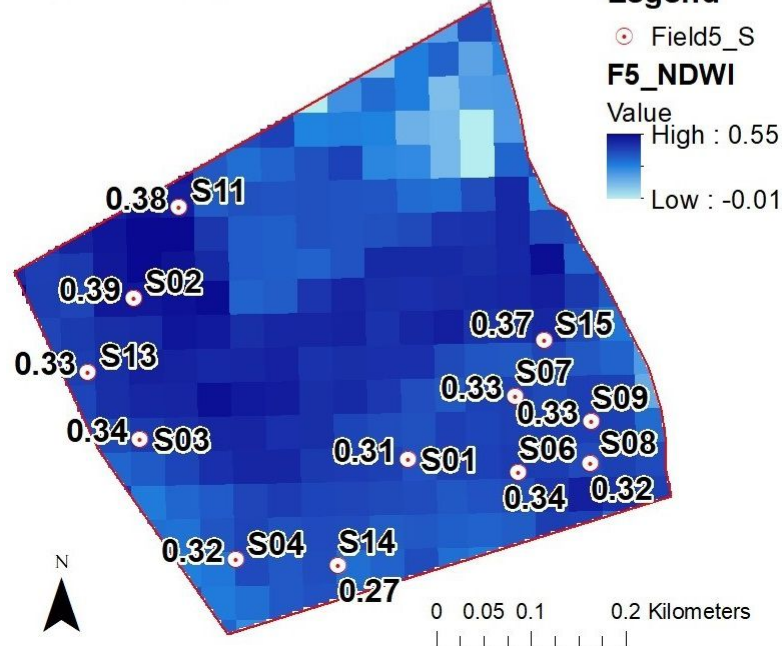 Legend
Field5_S
F5_NDWI
Value
High : 0.55
Low : -0.01
0.38 S11
0.39 S02
0.33 S13
0.34 S03
0.37 S15
0.33 S07
0.33 S09
0.31 S01
S06
0.34
S08
0.32
0.32 S04
S14
0.27
N
0 0.05 0.1 0.2 Kilometers